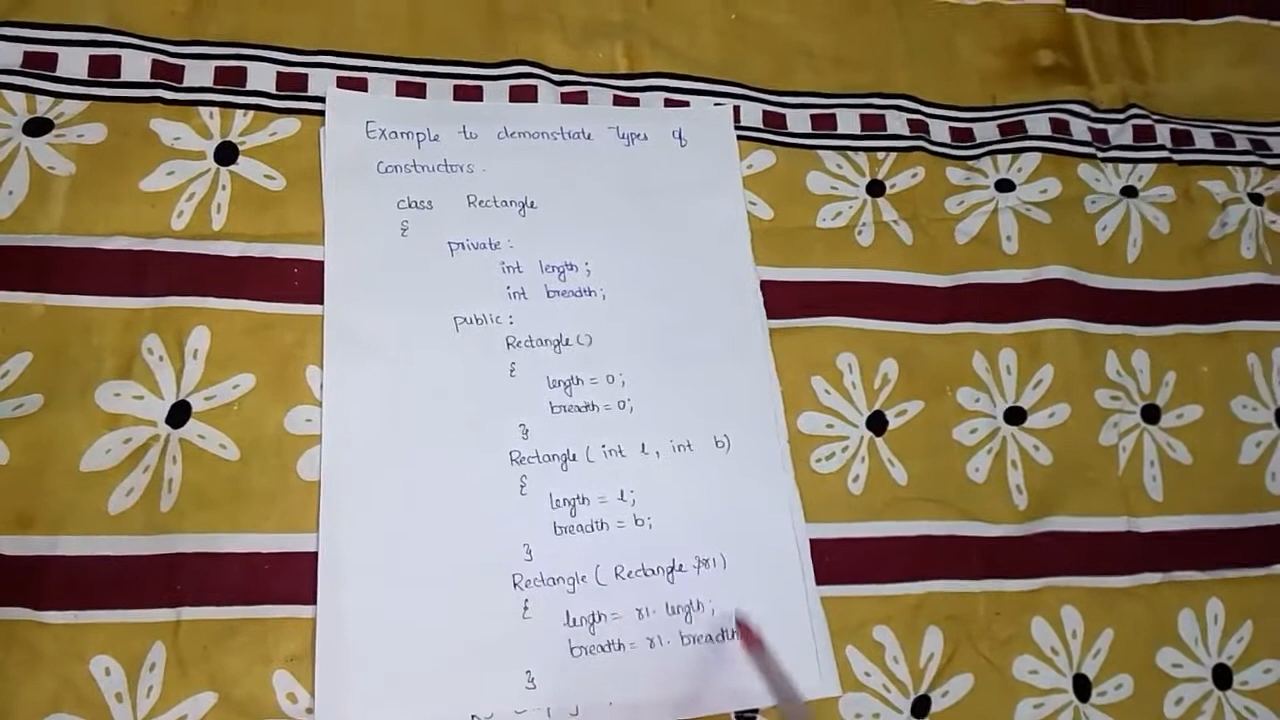 Example to demonstrate Types of
Constructors.
class Rectangle
{
private:
int length;
int breadth;
public:
Rectangle()
{
length = 0;
breadth = 0;
}
Rectangle (int l, int b)
{
length = l;
breadth = b;
}
Rectangle (Rectangle &r1)
{ length = r1. length;
breadth = r1. breadth
}